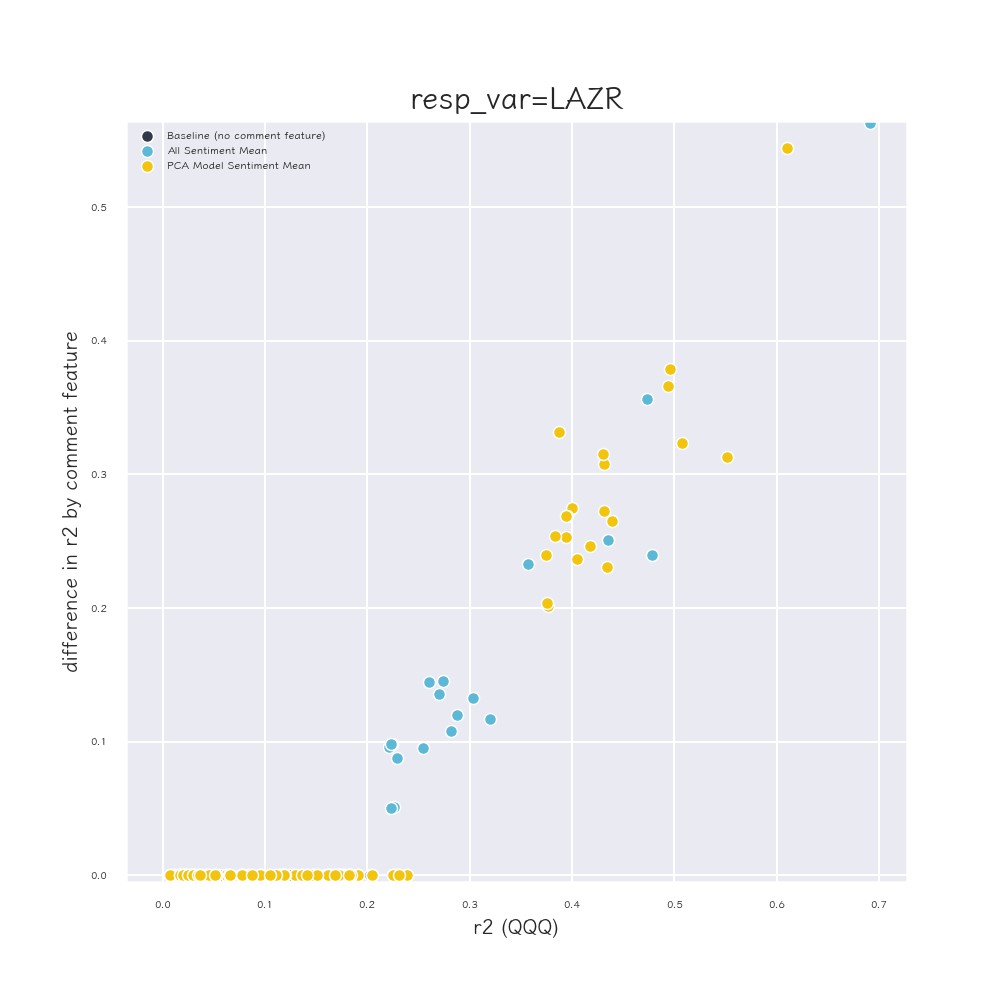 resp_var=LAZR
Baseline (no comment feature)
All Sentiment Mean
PCA Model Sentiment Mean
difference in r2 by comment feature
0.5
0.4
0.3
0.2
0.1
0.0
0.0 0.1 0.2 0.3 0.4 0.5 0.6 0.7
r2 (QQQ)